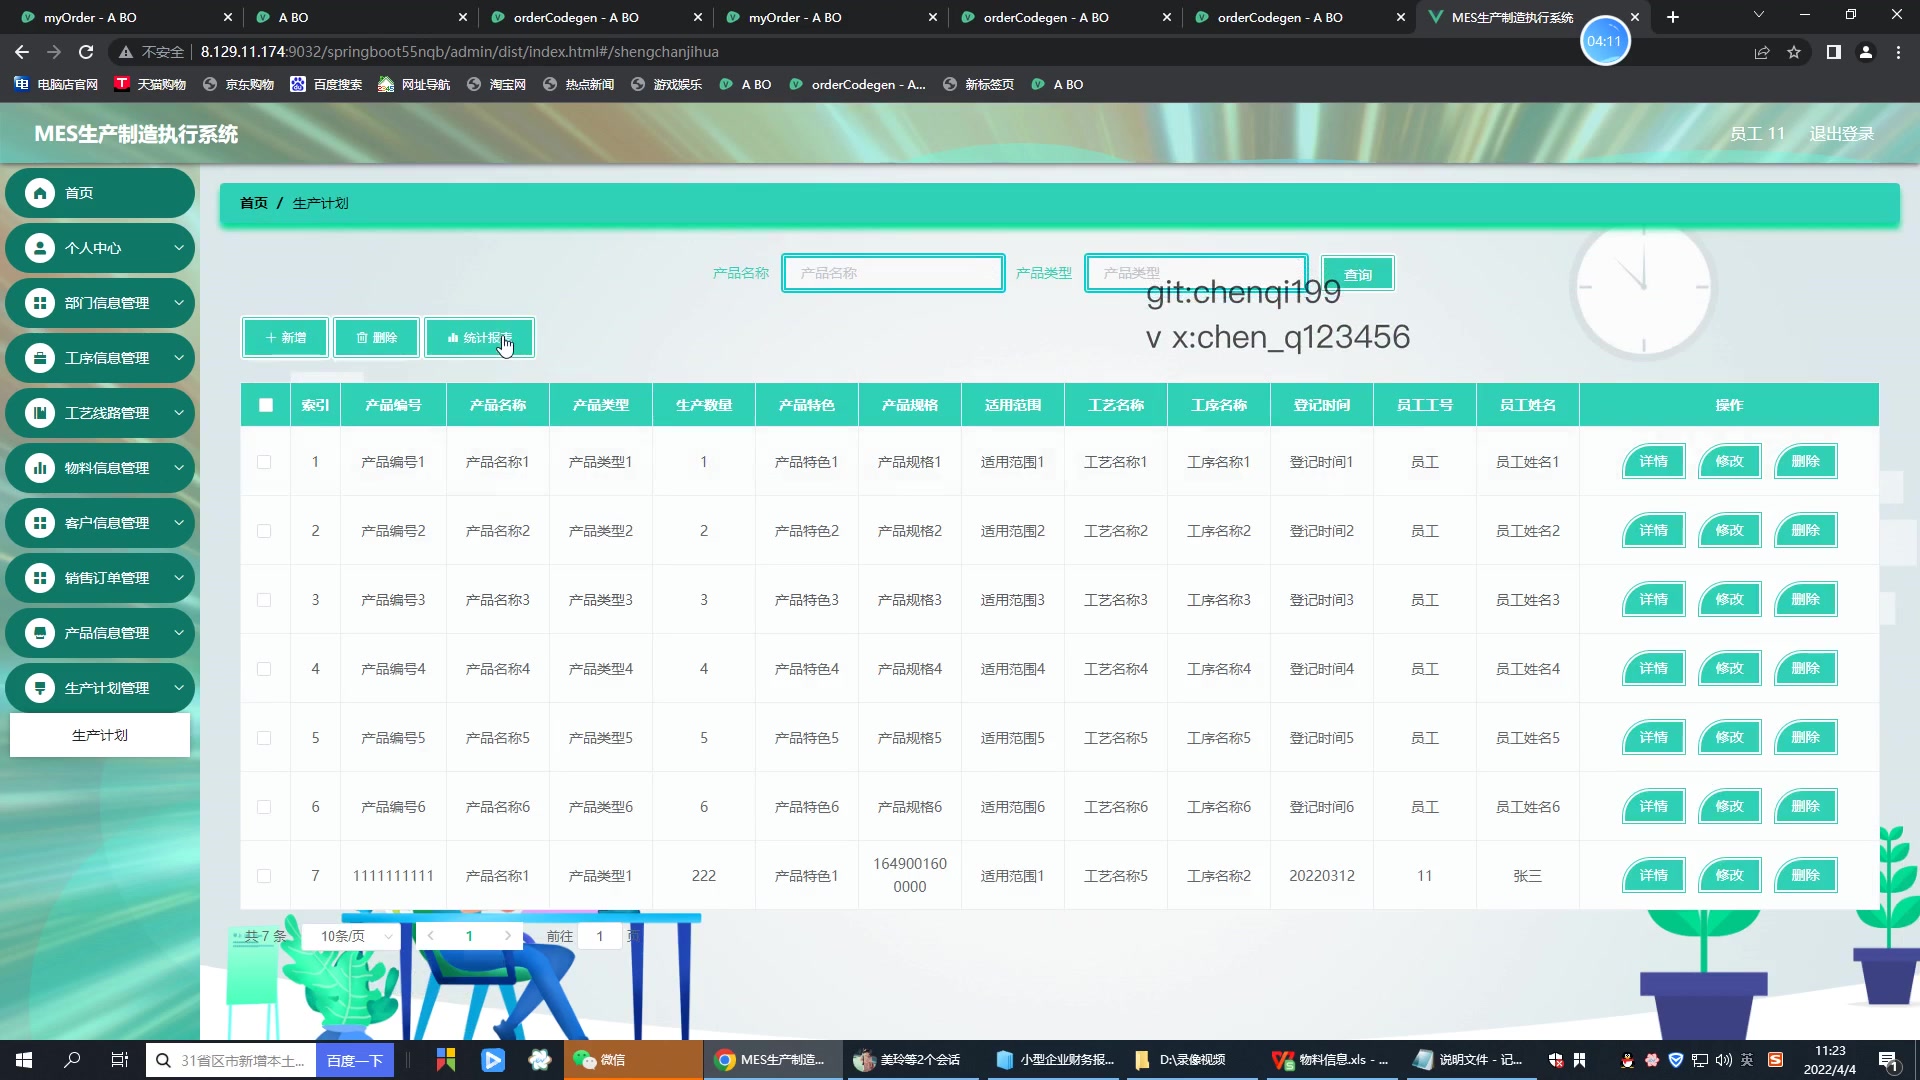 myOrder - A BO
A BO
orderCodegen - A BO
myOrder - A BO
orderCodegen - A BO
orderCodegen - A BO
MES生产制造执行系统
04:11
不安全
8.129.11.174:9032/springboot55nqb/admin/dist/index.html#/shengchanjihua
电脑店官网
天猫购物
京东购物
百度搜索
网址导航
淘宝网
热点新闻
游戏娱乐
A BO
orderCodegen - A...
新标签页
A BO
MES生产制造执行系统
员工 11
退出登录
首页
个人中心
部门信息管理
工序信息管理
工艺线路管理
物料信息管理
客户信息管理
销售订单管理
产品信息管理
生产计划管理
生产计划
首页 / 生产计划
产品名称 产品名称 产品类型 产品类型 查询
git:chenqi199
v x:chen_q123456
新增 删除 统计报表
索引 产品编号 产品名称 产品类型 生产数量 产品特色 产品规格 适用范围 工艺名称 工序名称 登记时间 员工工号 员工姓名 操作
1 产品编号1 产品名称1 产品类型1 1 产品特色1 产品规格1 适用范围1 工艺名称1 工序名称1 登记时间1 员工 员工姓名1 详情 修改 删除
2 产品编号2 产品名称2 产品类型2 2 产品特色2 产品规格2 适用范围2 工艺名称2 工序名称2 登记时间2 员工 员工姓名2 详情 修改 删除
3 产品编号3 产品名称3 产品类型3 3 产品特色3 产品规格3 适用范围3 工艺名称3 工序名称3 登记时间3 员工 员工姓名3 详情 修改 删除
4 产品编号4 产品名称4 产品类型4 4 产品特色4 产品规格4 适用范围4 工艺名称4 工序名称4 登记时间4 员工 员工姓名4 详情 修改 删除
5 产品编号5 产品名称5 产品类型5 5 产品特色5 产品规格5 适用范围5 工艺名称5 工序名称5 登记时间5 员工 员工姓名5 详情 修改 删除
6 产品编号6 产品名称6 产品类型6 6 产品特色6 产品规格6 适用范围6 工艺名称6 工序名称6 登记时间6 员工 员工姓名6 详情 修改 删除
7 1111111111 产品名称1 产品类型1 222 产品特色1 164900160
0000 适用范围1 工艺名称5 工序名称2 20220312 11 张三 详情 修改 删除
共 7 条 10条/页 1 前往 1 页
31省区市新增本土...
百度一下
微信
MES生产制造...
美玲等2个会话
小型企业财务报...
D:\录像视频
物料信息.xls - ...
说明文件 - 记...
英
11:23
2022/4/4
1